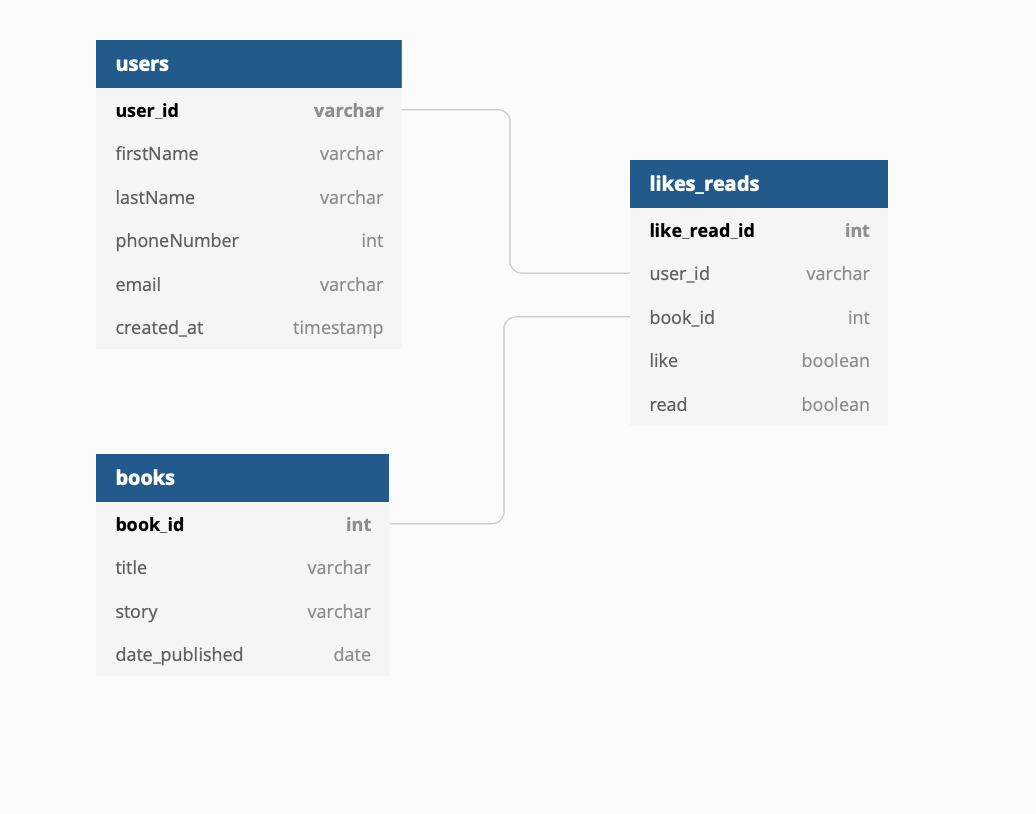 users
user_id varchar
firstName varchar
lastName varchar
phoneNumber int
email varchar
created_at timestamp
likes_reads
like_read_id int
user_id varchar
book_id int
like boolean
read boolean
books
book_id int
title varchar
story varchar
date_published date